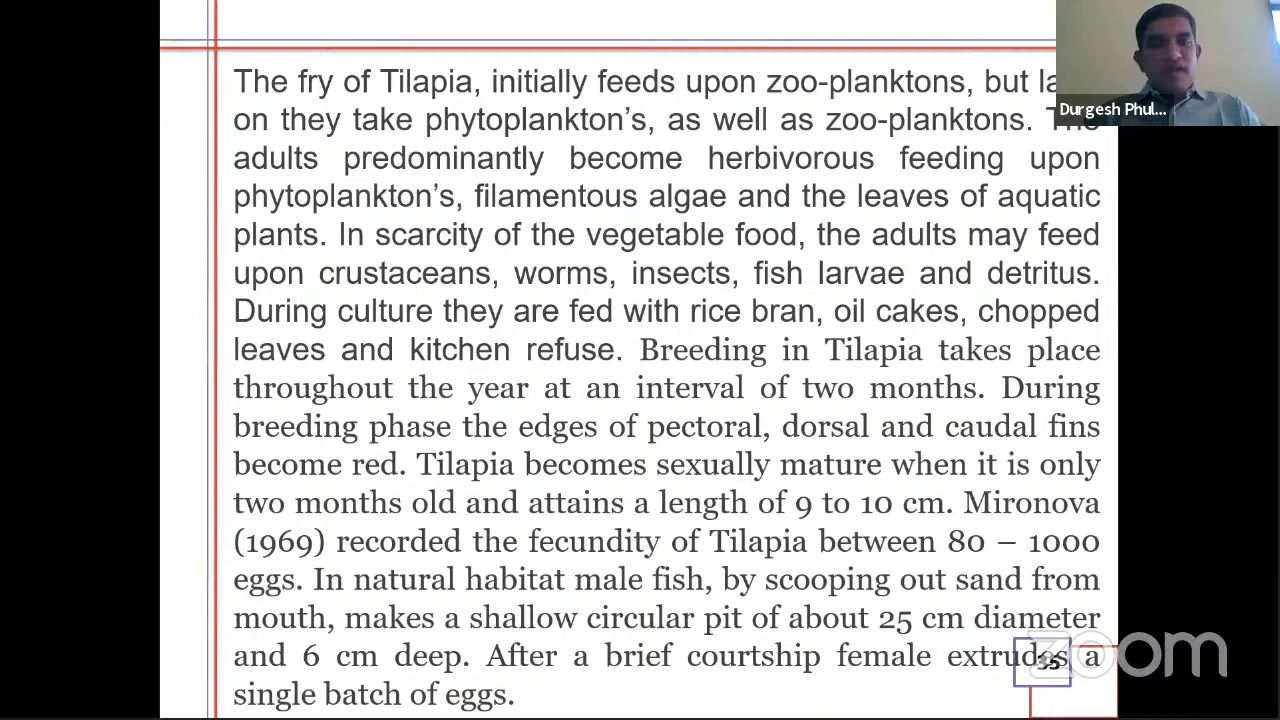 The fry of Tilapia, initially feeds upon zoo-planktons, but
on they take phytoplankton's, as well as zoo-planktons. The
adults predominantly become herbivorous feeding upon
phytoplankton's, filamentous algae and the leaves of aquatic
plants. In scarcity of the vegetable food, the adults may feed
upon crustaceans, worms, insects, fish larvae and detritus.
During culture they are fed with rice bran, oil cakes, chopped
leaves and kitchen refuse. Breeding in Tilapia takes place
throughout the year at an interval of two months. During
breeding phase the edges of pectoral, dorsal and caudal fins
become red. Tilapia becomes sexually mature when it is only
two months old and attains a length of 9 to 10 cm. Mironova
(1969) recorded the fecundity of Tilapia between 80 – 1000
eggs. In natural habitat male fish, by scooping out sand from
mouth, makes a shallow circular pit of about 25 cm diameter
and 6 cm deep. After a brief courtship female extrudes a
single batch of eggs.
Durgesh Phul...
35
zoom